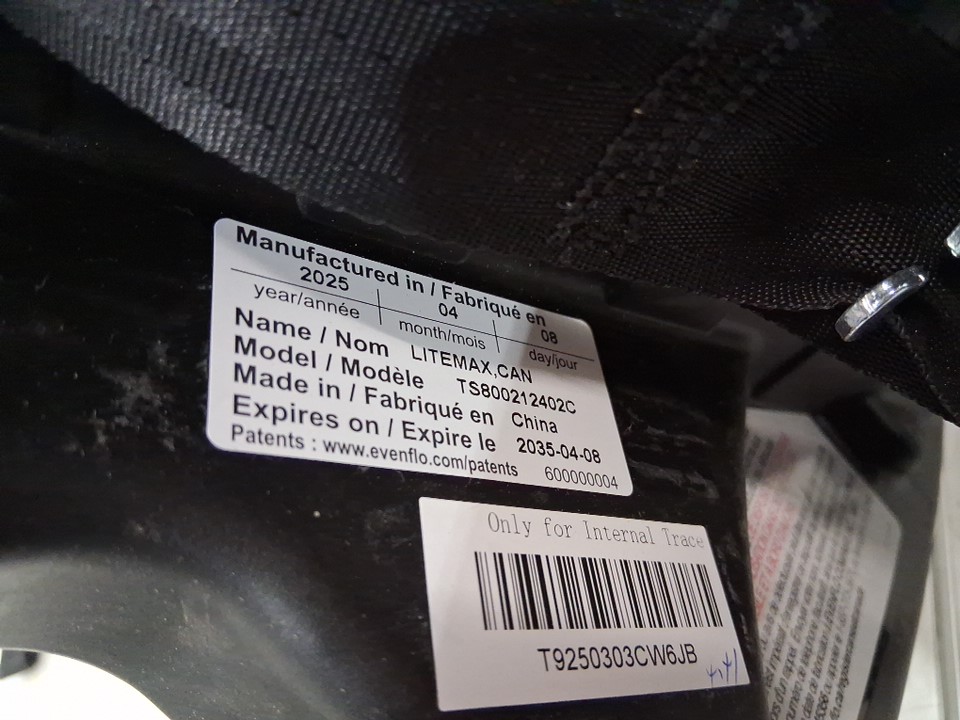 Manufactured in / Fabriqué en
2025 04 08
year/année month/mois day/jour
Name / Nom LITEMAX,CAN
Model / Modèle TS800212402C
Made in / Fabriqué en China
Expires on / Expire le 2035-04-08
Patents : www.evenflo.com/patents 600000004
Only for Internal Trace
T9250303CW6JB